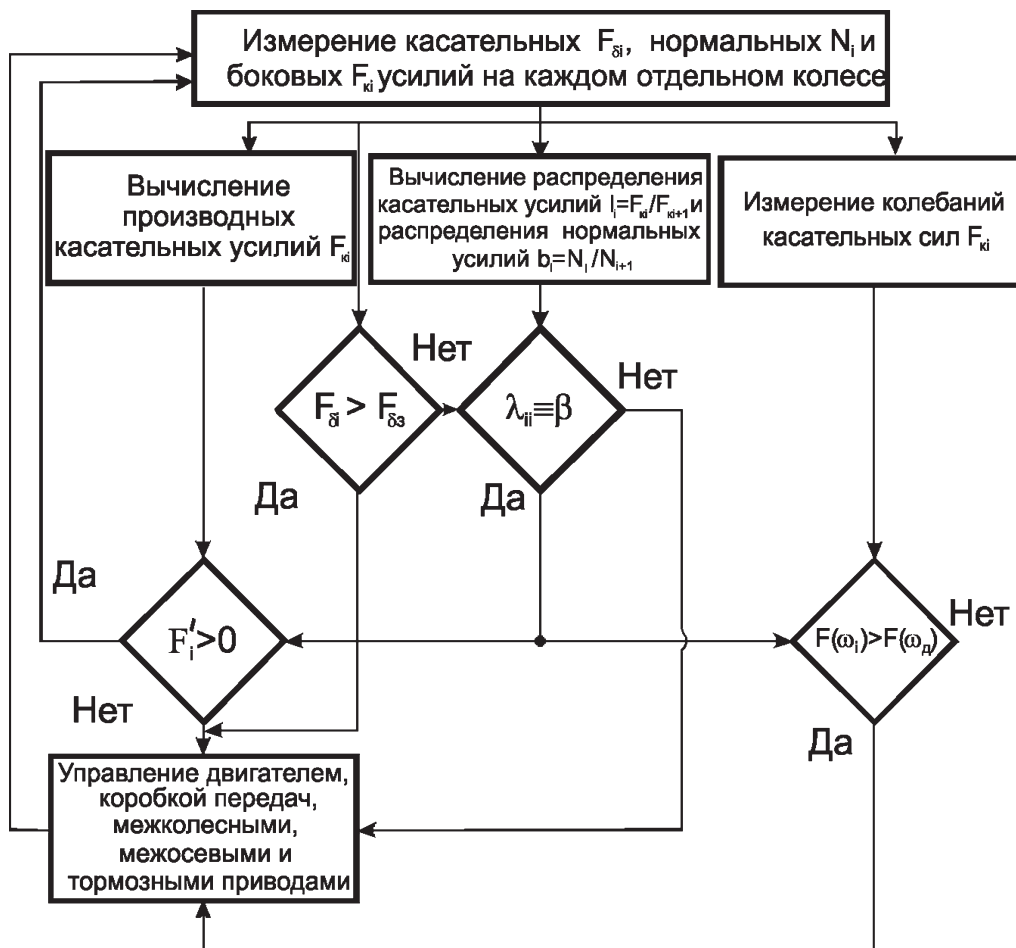 Измерение касательных F_δi, нормальных N_i и
боковых F_кi усилий на каждом отдельном колесе
Вычисление
производных
касательных усилий F_кi
Вычисление распределения
касательных усилий l_i=F_кi/F_кi+1 и
распределения нормальных
усилий b_i=N_i/N_i+1
Измерение колебаний
касательных сил F_кi
Нет
Нет
F_δi > F_δз
λ_ii≡β
Да
Да
Да
Нет
F'_i>0
F(ω_i)>F(ω_д)
Нет
Да
Управление двигателем,
коробкой передач,
межколесными,
межосевыми и
тормозными приводами